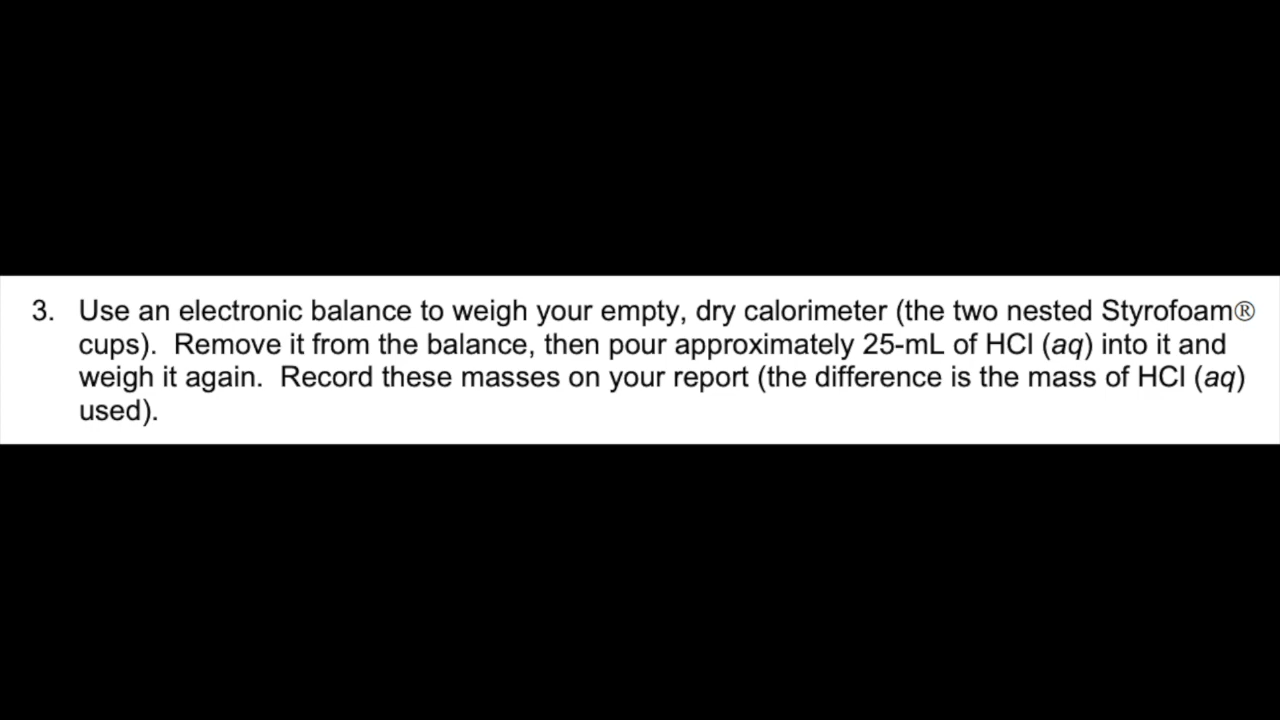 3. Use an electronic balance to weigh your empty, dry calorimeter (the two nested Styrofoam®
cups). Remove it from the balance, then pour approximately 25-mL of HCl (aq) into it and
weigh it again. Record these masses on your report (the difference is the mass of HCl (aq)
used).